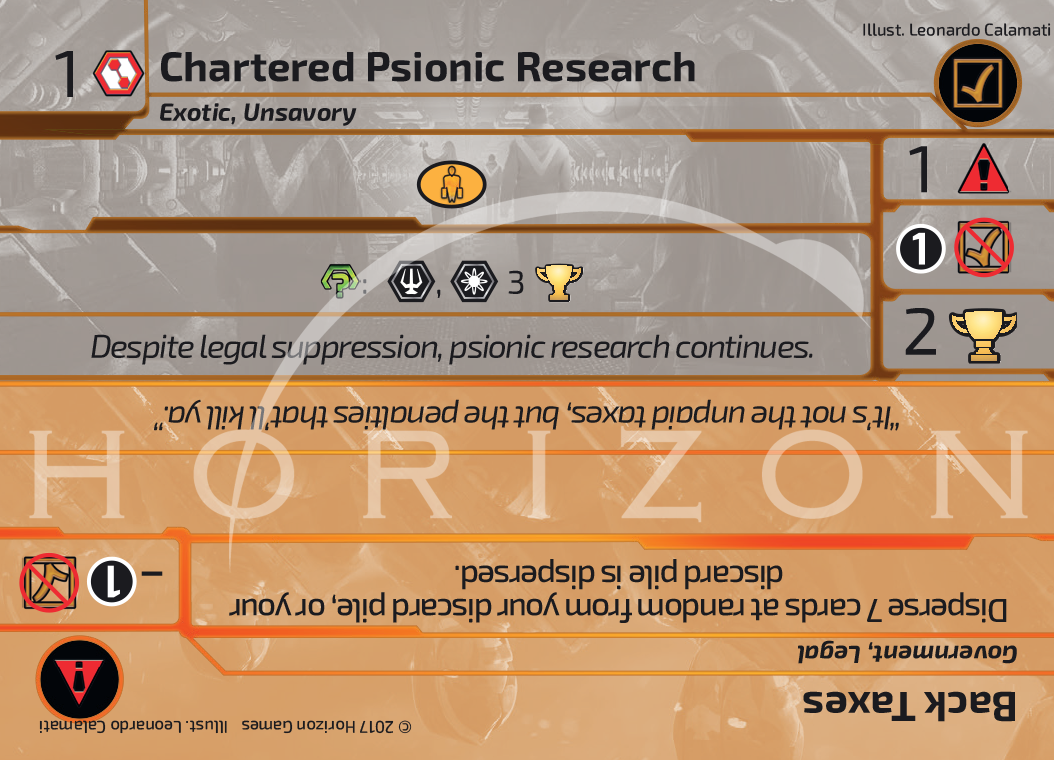 Illust. Leonardo Calamati
1 Chartered Psionic Research
Exotic, Unsavory
1
1
: , 3
2
Despite legal suppression, psionic research continues.
HORIZON
Back Taxes
Government, Legal
Disperse 7 cards at random from your discard pile, or your
discard pile is dispersed.
-1
"It's not the unpaid taxes, but the penalties that'll kill ya."
© 2017 Horizon Games Illust. Leonardo Calamati